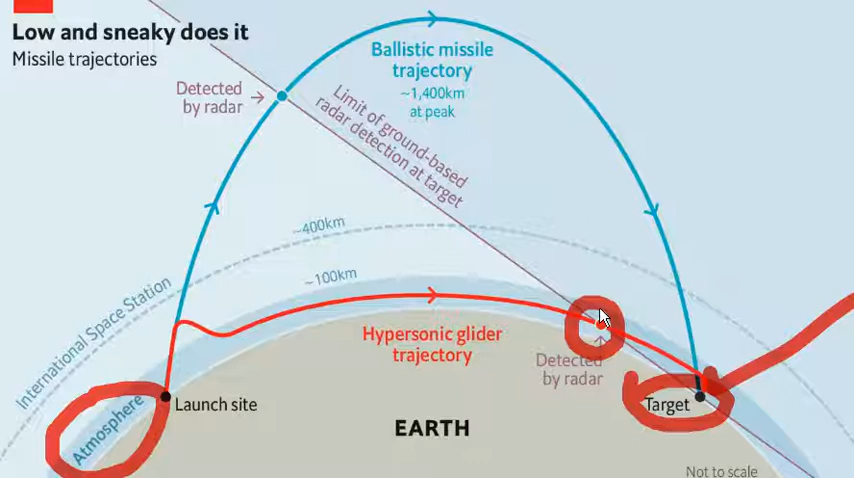 Low and sneaky does it
Missile trajectories
Ballistic missile
trajectory
~1,400km
at peak
Detected
by radar
Limit of ground-based
radar detection at target
~400km
~100km
International Space Station
Hypersonic glider
trajectory
Detected
by radar
Atmosphere
Launch site
Target
EARTH
Not to scale